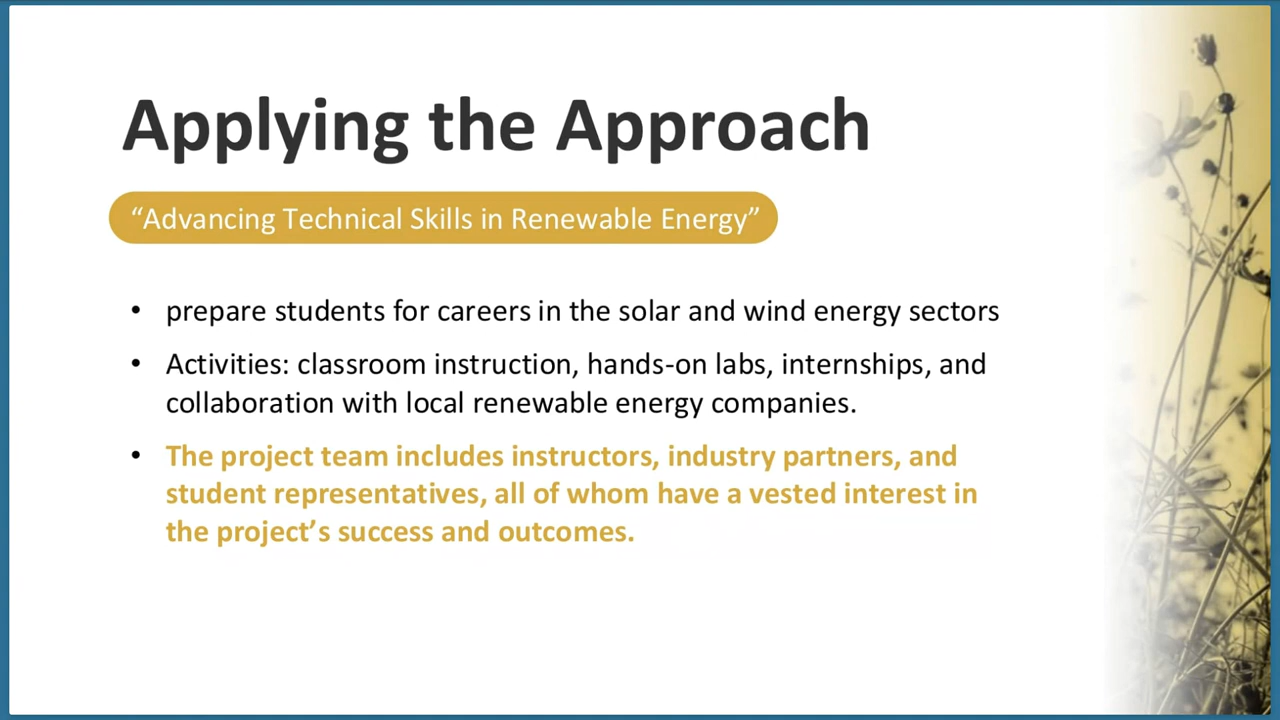 Applying the Approach
“Advancing Technical Skills in Renewable Energy”
• prepare students for careers in the solar and wind energy sectors
• Activities: classroom instruction, hands-on labs, internships, and
collaboration with local renewable energy companies.
• The project team includes instructors, industry partners, and
student representatives, all of whom have a vested interest in
the project’s success and outcomes.